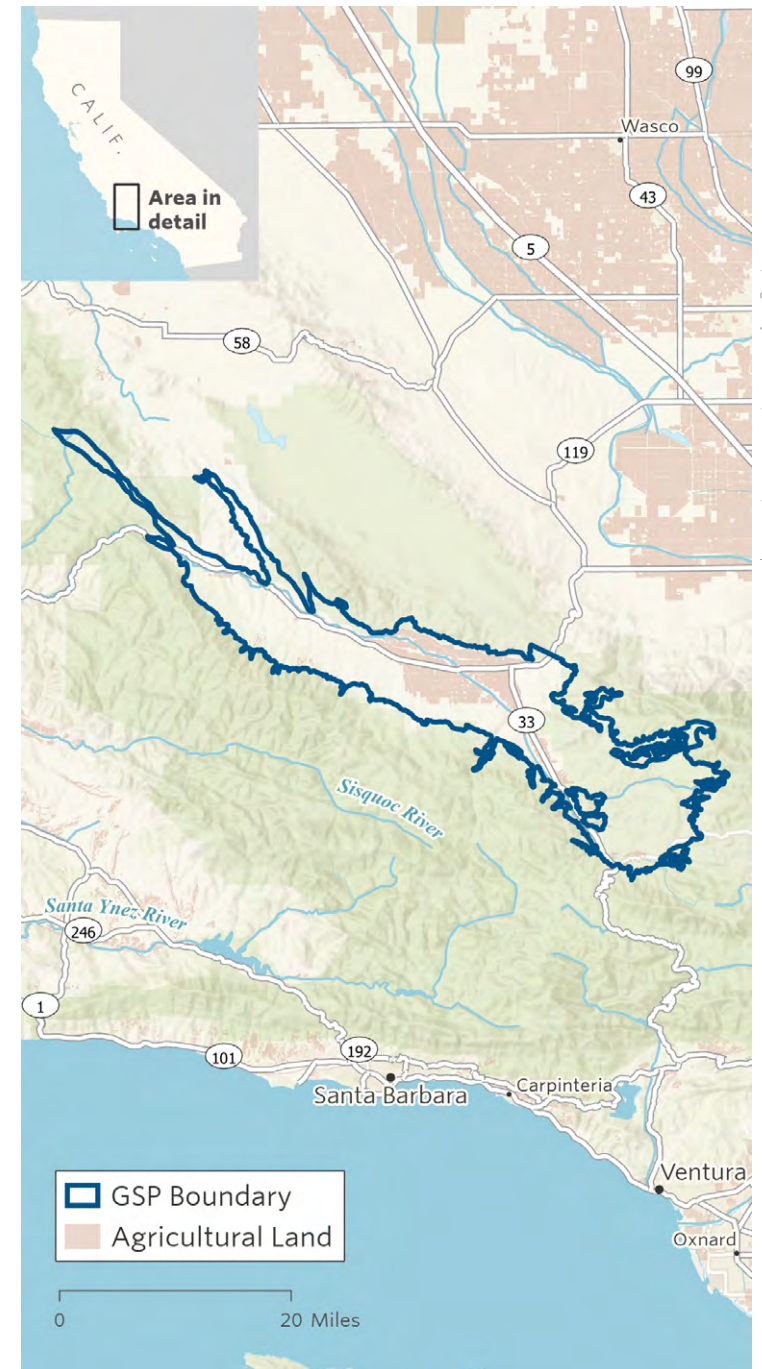 CALIF.
Area in
detail
99
Wasco
43
5
58
119
33
Sisquoc River
Santa Ynez River
246
1
101
192
Santa Barbara
Carpinteria
Ventura
Oxnard
GSP Boundary
Agricultural Land
0
20 Miles